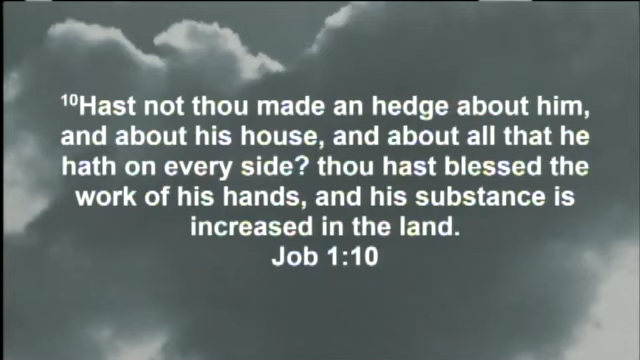 ¹⁰Hast not thou made an hedge about him,
and about his house, and about all that he
hath on every side? thou hast blessed the
work of his hands, and his substance is
increased in the land.
Job 1:10